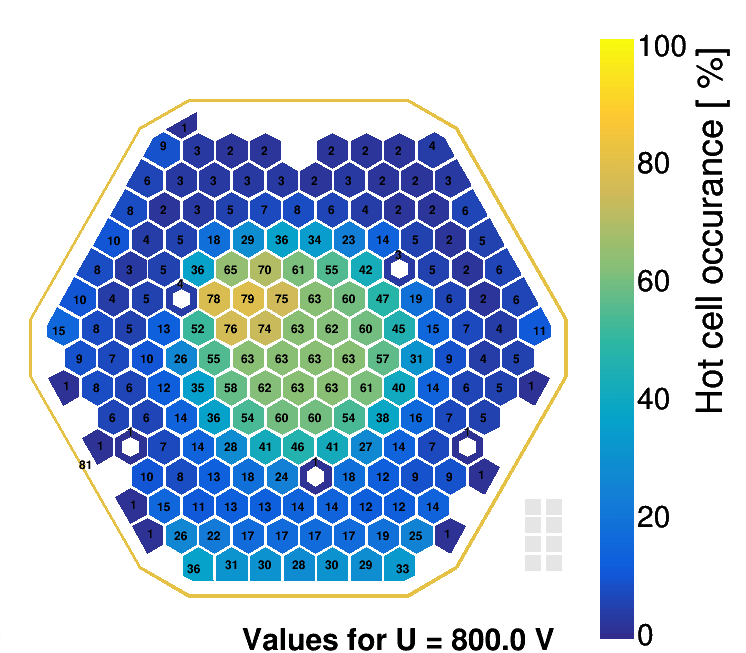 100
1
9 3 2 2 2 2 2 4
6 3 3 3 3 2 3 2 2 3
80
8 2 3 5 7 8 6 4 2 2 6
10 4 5 18 29 36 34 23 14 5 2 5
3
8 3 5 36 65 70 61 55 42 5 2 6
60
4
10 4 5 78 79 75 63 60 47 19 6 2 6
15 8 5 13 52 76 74 63 62 60 45 15 7 4 11
9 7 10 26 55 63 63 63 63 57 31 9 4 5
1 8 6 12 35 58 62 63 63 61 40 14 6 5 1
40
6 6 14 36 54 60 60 54 38 16 7 5
1 1 7 14 28 41 46 41 27 14 7 1
81
10 8 13 18 24 1 18 12 9 9 1
1 15 11 13 13 14 14 12 12 14
20
1 26 22 17 17 17 17 19 25 1
36 31 30 28 30 29 33
0
Hot cell occurance [ %]
Values for U = 800.0 V